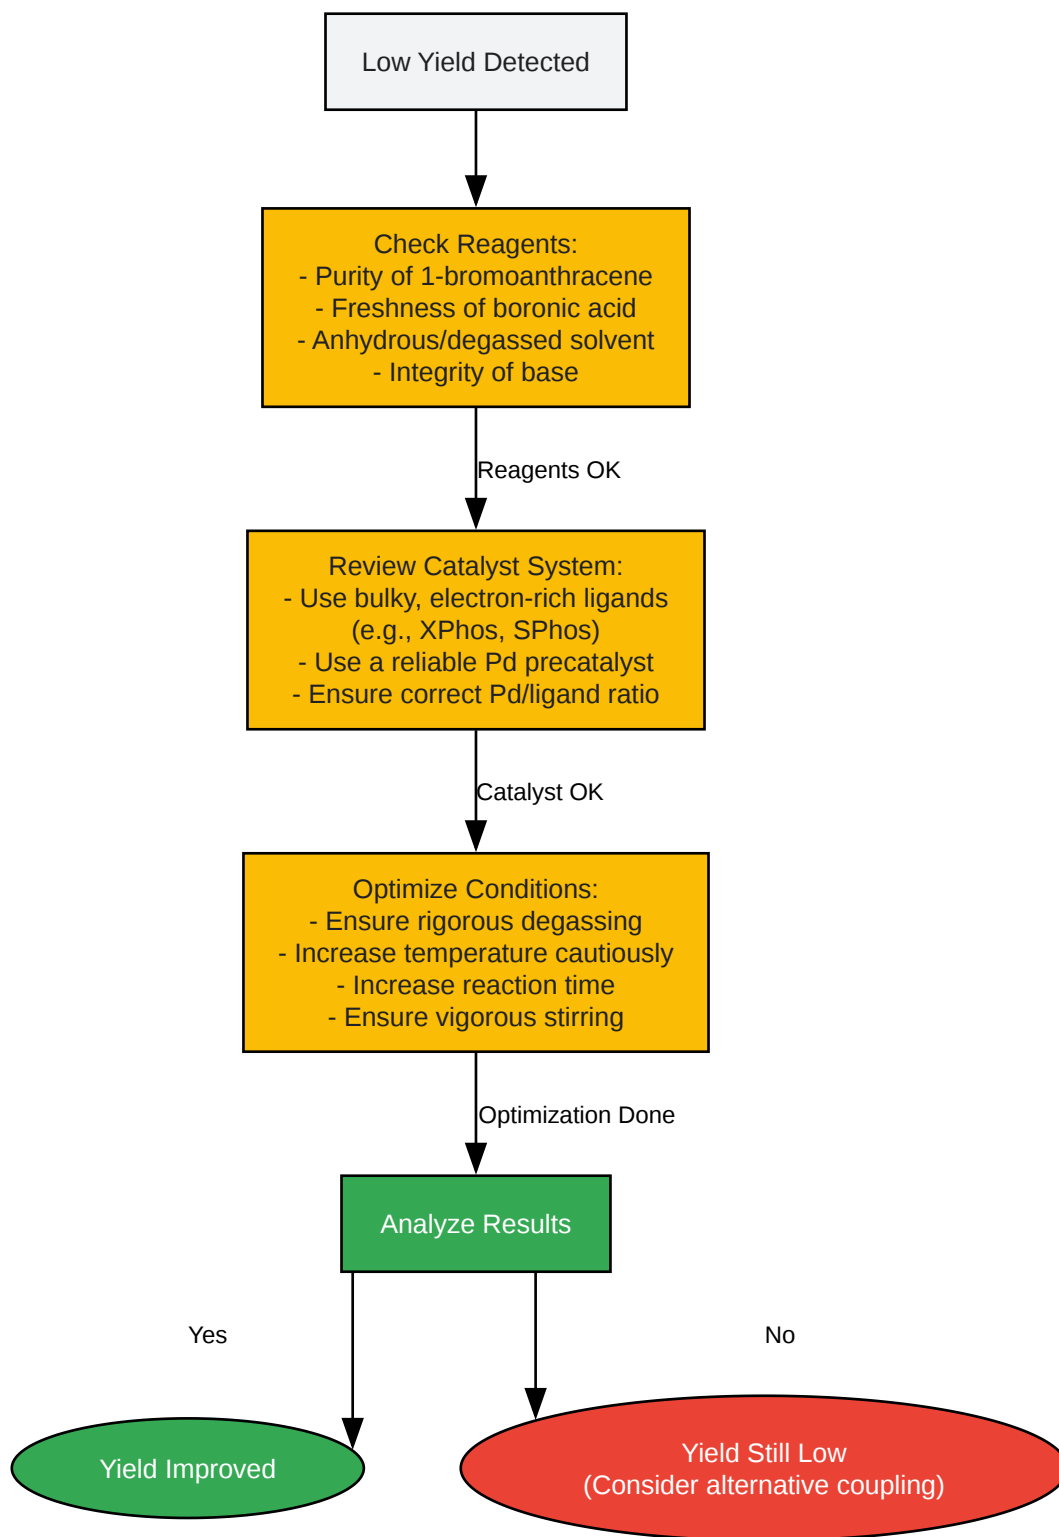 Low Yield Detected
Check Reagents:
- Purity of 1-bromoanthracene
- Freshness of boronic acid
- Anhydrous/degassed solvent
- Integrity of base
Reagents OK
Review Catalyst System:
- Use bulky, electron-rich ligands
(e.g., XPhos, SPhos)
- Use a reliable Pd precatalyst
- Ensure correct Pd/ligand ratio
Catalyst OK
Optimize Conditions:
- Ensure rigorous degassing
- Increase temperature cautiously
- Increase reaction time
- Ensure vigorous stirring
Optimization Done
Analyze Results
Yes
No
Yield Improved
Yield Still Low
(Consider alternative coupling)